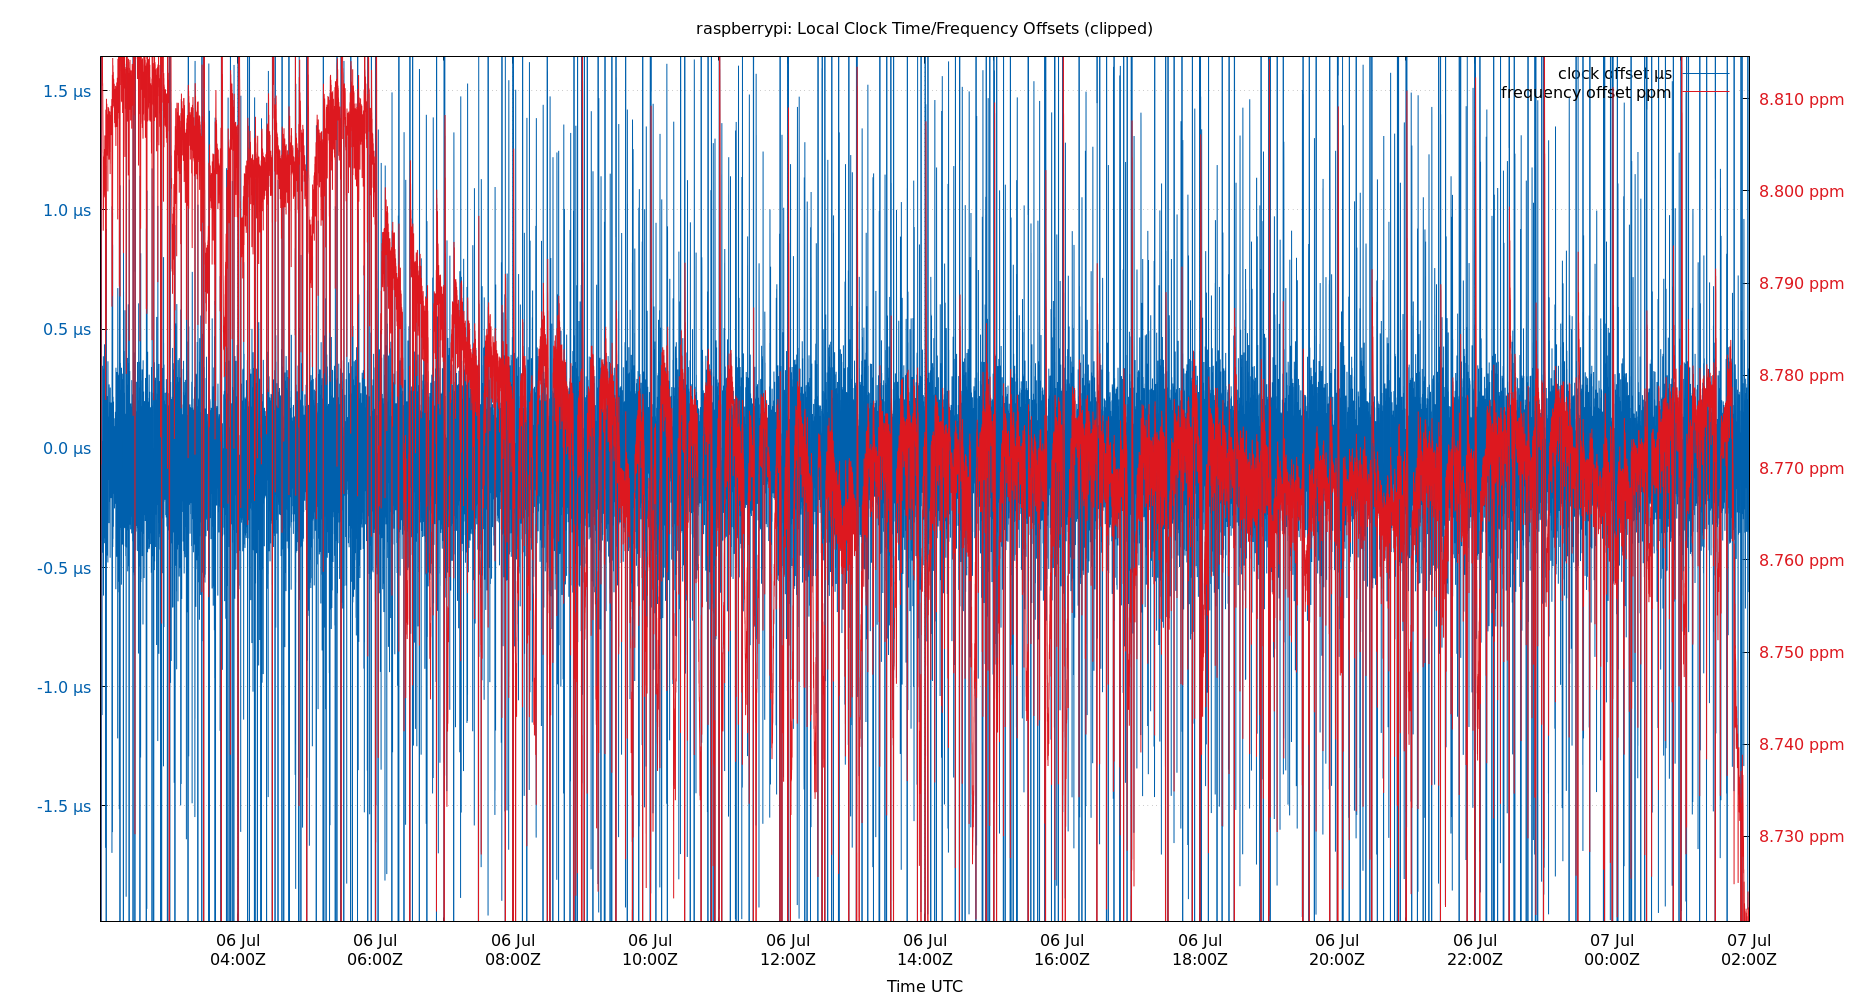 raspberrypi: Local Clock Time/Frequency Offsets (clipped)
clock offset µs
frequency offset ppm
1.5 µs
1.0 µs
0.5 µs
0.0 µs
-0.5 µs
-1.0 µs
-1.5 µs
8.810 ppm
8.800 ppm
8.790 ppm
8.780 ppm
8.770 ppm
8.760 ppm
8.750 ppm
8.740 ppm
8.730 ppm
06 Jul 06 Jul 06 Jul 06 Jul 06 Jul 06 Jul 06 Jul 06 Jul 06 Jul 06 Jul 07 Jul 07 Jul
04:00Z 06:00Z 08:00Z 10:00Z 12:00Z 14:00Z 16:00Z 18:00Z 20:00Z 22:00Z 00:00Z 02:00Z
Time UTC